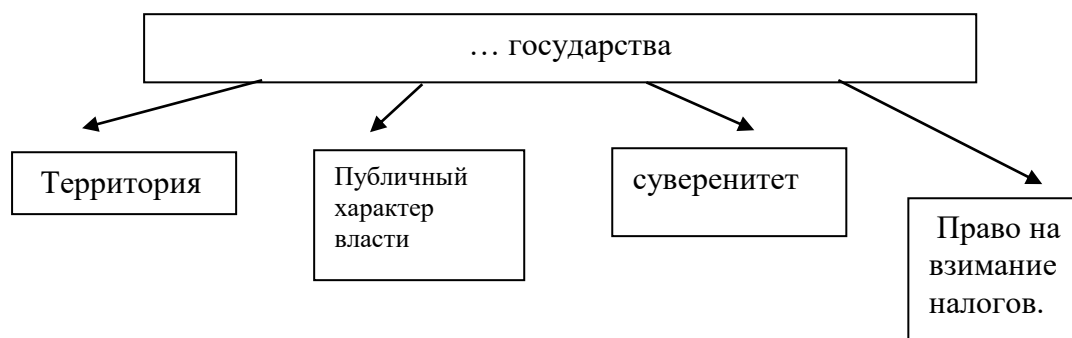 … государства
Территория
Публичный
характер
власти
суверенитет
Право на
взимание
налогов.